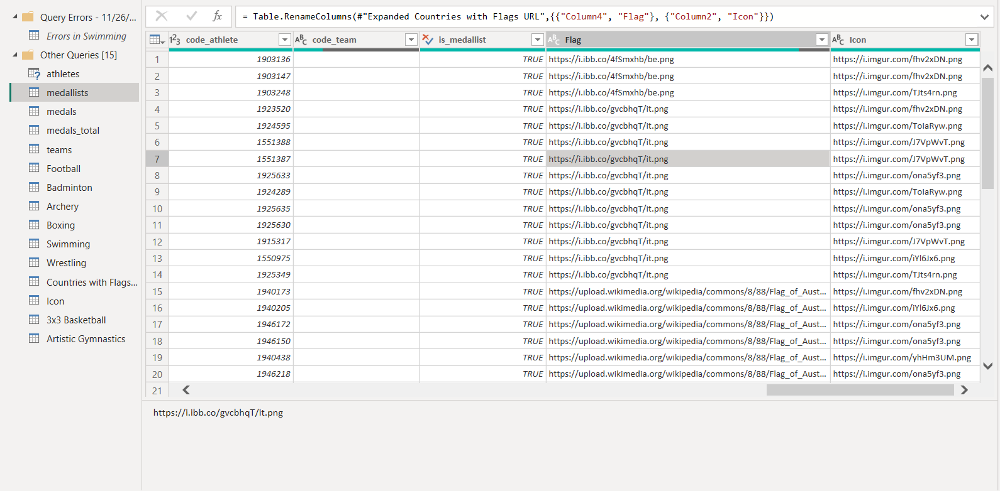 Query Errors - 11/26/...
Errors in Swimming
Other Queries [15]
athletes
medallists
medals
medals_total
teams
Football
Badminton
Archery
Boxing
Swimming
Wrestling
Countries with Flags...
Icon
3x3 Basketball
Artistic Gymnastics
fx = Table.RenameColumns(#"Expanded Countries with Flags URL",{{"Column4", "Flag"}, {"Column2", "Icon"}})
123 code_athlete ABC code_team is_medallist ABC Flag ABC Icon
1 1903136 TRUE https://i.ibb.co/4fSmxhb/be.png https://i.imgur.com/fhv2xDN.png
2 1903147 TRUE https://i.ibb.co/4fSmxhb/be.png https://i.imgur.com/fhv2xDN.png
3 1903248 TRUE https://i.ibb.co/4fSmxhb/be.png https://i.imgur.com/TJts4rn.png
4 1923520 TRUE https://i.ibb.co/gvcbhqT/it.png https://i.imgur.com/fhv2xDN.png
5 1924595 TRUE https://i.ibb.co/gvcbhqT/it.png https://i.imgur.com/ToIaRyw.png
6 1551388 TRUE https://i.ibb.co/gvcbhqT/it.png https://i.imgur.com/J7VpWvT.png
7 1551387 TRUE https://i.ibb.co/gvcbhqT/it.png https://i.imgur.com/J7VpWvT.png
8 1925633 TRUE https://i.ibb.co/gvcbhqT/it.png https://i.imgur.com/ona5yf3.png
9 1924289 TRUE https://i.ibb.co/gvcbhqT/it.png https://i.imgur.com/ToIaRyw.png
10 1925635 TRUE https://i.ibb.co/gvcbhqT/it.png https://i.imgur.com/ona5yf3.png
11 1925630 TRUE https://i.ibb.co/gvcbhqT/it.png https://i.imgur.com/ona5yf3.png
12 1915317 TRUE https://i.ibb.co/gvcbhqT/it.png https://i.imgur.com/J7VpWvT.png
13 1550975 TRUE https://i.ibb.co/gvcbhqT/it.png https://i.imgur.com/iYl6Jx6.png
14 1925349 TRUE https://i.ibb.co/gvcbhqT/it.png https://i.imgur.com/TJts4rn.png
15 1940173 TRUE https://upload.wikimedia.org/wikipedia/commons/8/88/Flag_of_Aust... https://i.imgur.com/fhv2xDN.png
16 1940205 TRUE https://upload.wikimedia.org/wikipedia/commons/8/88/Flag_of_Aust... https://i.imgur.com/iYl6Jx6.png
17 1946172 TRUE https://upload.wikimedia.org/wikipedia/commons/8/88/Flag_of_Aust... https://i.imgur.com/ona5yf3.png
18 1946150 TRUE https://upload.wikimedia.org/wikipedia/commons/8/88/Flag_of_Aust... https://i.imgur.com/ona5yf3.png
19 1940438 TRUE https://upload.wikimedia.org/wikipedia/commons/8/88/Flag_of_Aust... https://i.imgur.com/yhHm3UM.png
20 1946218 TRUE https://upload.wikimedia.org/wikipedia/commons/8/88/Flag_of_Aust... https://i.imgur.com/ona5yf3.png
21
https://i.ibb.co/gvcbhqT/it.png